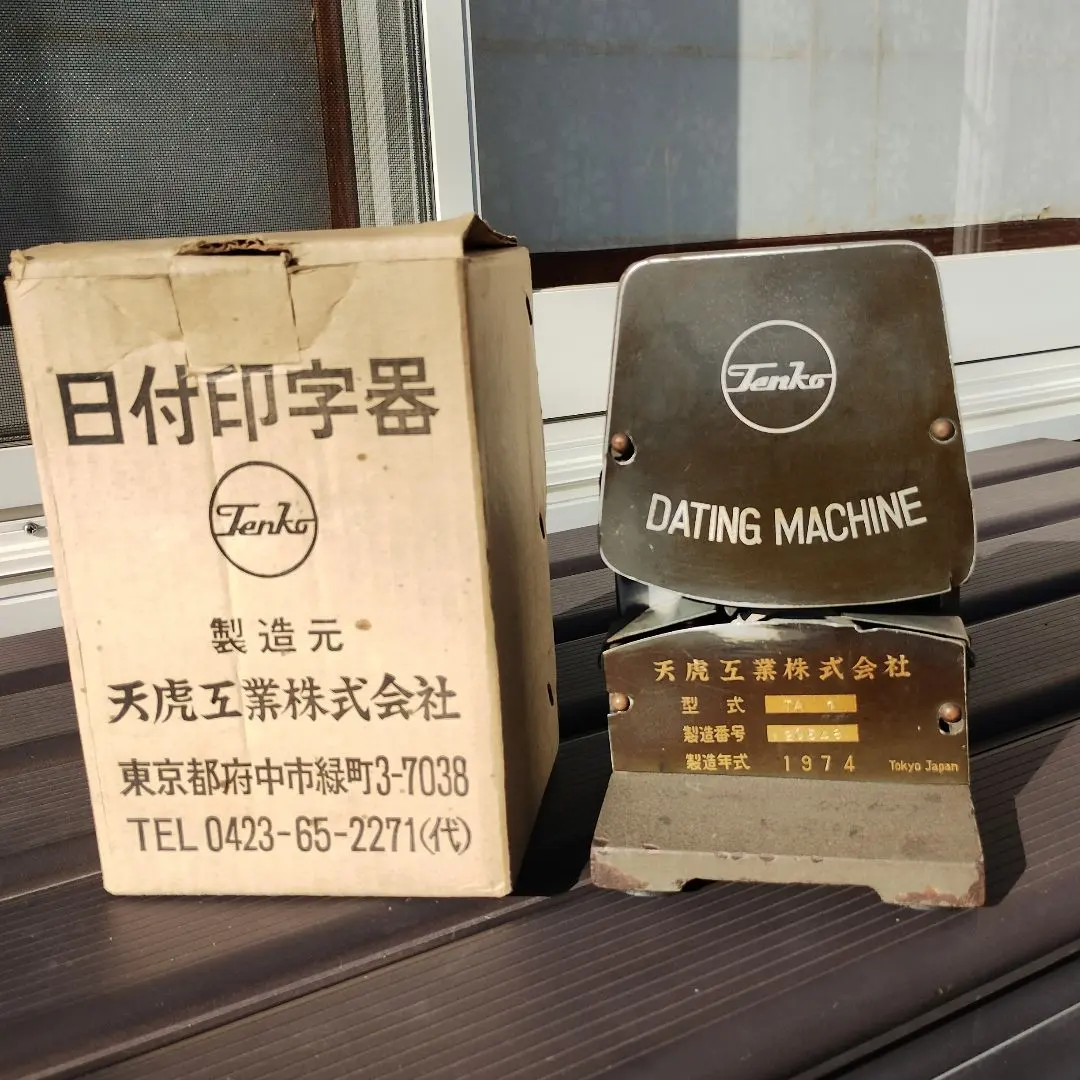 日付印字器
Tenko
製造元
天虎工業株式会社
東京都府中市緑町3-7038
TEL 0423-65-2271(代)
Tenko
DATING MACHINE
天虎工業株式会社
型式
製造番号
製造年式 1974 Tokyo Japan